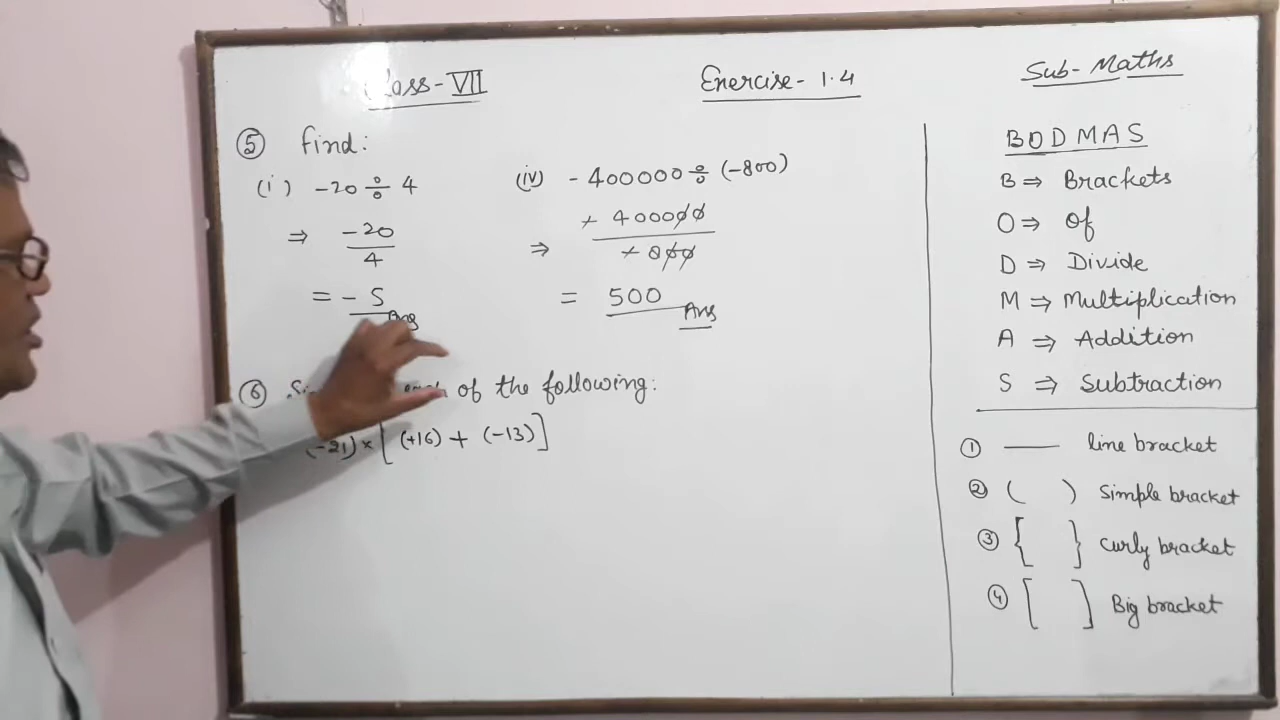 Class-VII
Exercise-1.4
Sub-Maths
⑤ find:
(i) -20 ÷ 4
⇒ -20
4
= -5 Ans
(iv) -400000 ÷ (-800)
⇒ -400000
-800
= 500 Ans
⑥ of the following:
(-21) × [(+16) + (-13)]
BODMAS
B ⇒ Brackets
O ⇒ Of
D ⇒ Divide
M ⇒ Multiplication
A ⇒ Addition
S ⇒ Subtraction
① — line bracket
② ( ) Simple bracket
③ { } Curly bracket
④ [ ] Big bracket